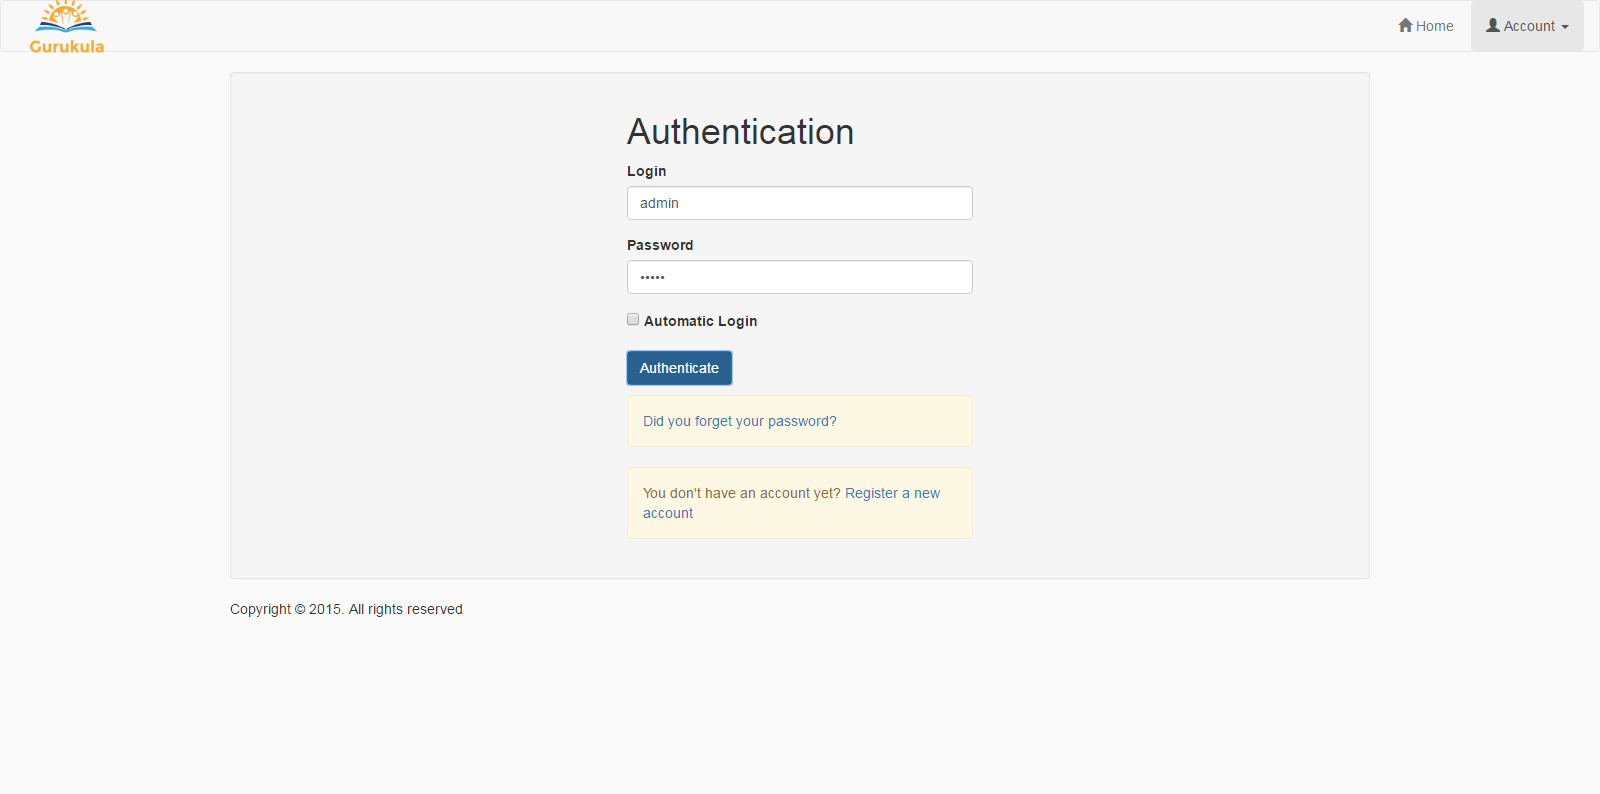 Gurukula
Home
Account
Authentication
Login
admin
Password
•••••
Automatic Login
Authenticate
Did you forget your password?
You don't have an account yet? Register a new
account
Copyright © 2015. All rights reserved